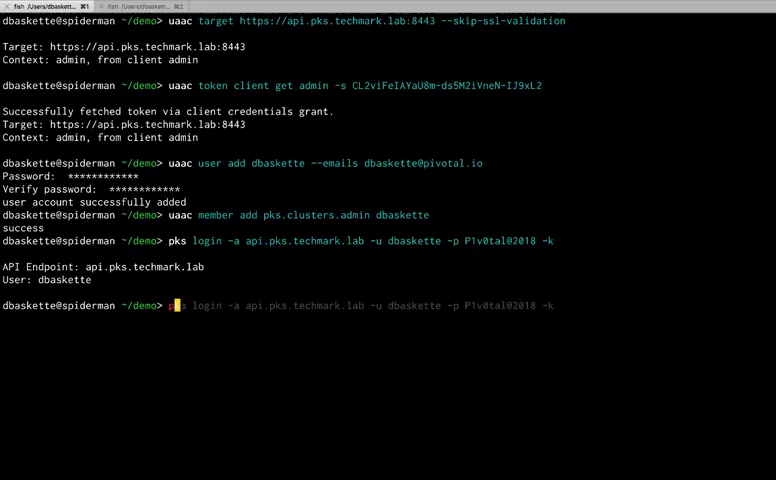 fish /Users/dbaskett... ⌘1 fish /Users/dbaskett... ⌘2
dbaskette@spiderman ~/demo> uaac target https://api.pks.techmark.lab:8443 --skip-ssl-validation
Target: https://api.pks.techmark.lab:8443
Context: admin, from client admin
dbaskette@spiderman ~/demo> uaac token client get admin -s CL2viFeIAYaU8m-ds5M2iVneN-IJ9xL2
Successfully fetched token via client credentials grant.
Target: https://api.pks.techmark.lab:8443
Context: admin, from client admin
dbaskette@spiderman ~/demo> uaac user add dbaskette --emails dbaskette@pivotal.io
Password: ************
Verify password: ************
user account successfully added
dbaskette@spiderman ~/demo> uaac member add pks.clusters.admin dbaskette
success
dbaskette@spiderman ~/demo> pks login -a api.pks.techmark.lab -u dbaskette -p P1v0tal@2018 -k
API Endpoint: api.pks.techmark.lab
User: dbaskette
dbaskette@spiderman ~/demo> pks login -a api.pks.techmark.lab -u dbaskette -p P1v0tal@2018 -k